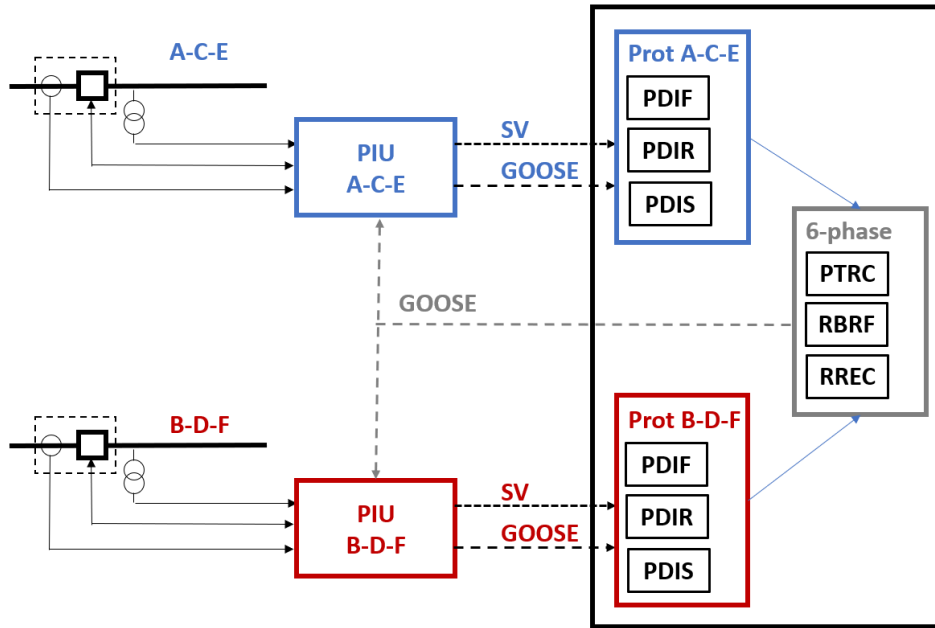 A-C-E
PIU
A-C-E
SV
GOOSE
Prot A-C-E
PDIF
PDIR
PDIS
6-phase
PTRC
RBRF
RREC
GOOSE
B-D-F
PIU
B-D-F
SV
GOOSE
Prot B-D-F
PDIF
PDIR
PDIS